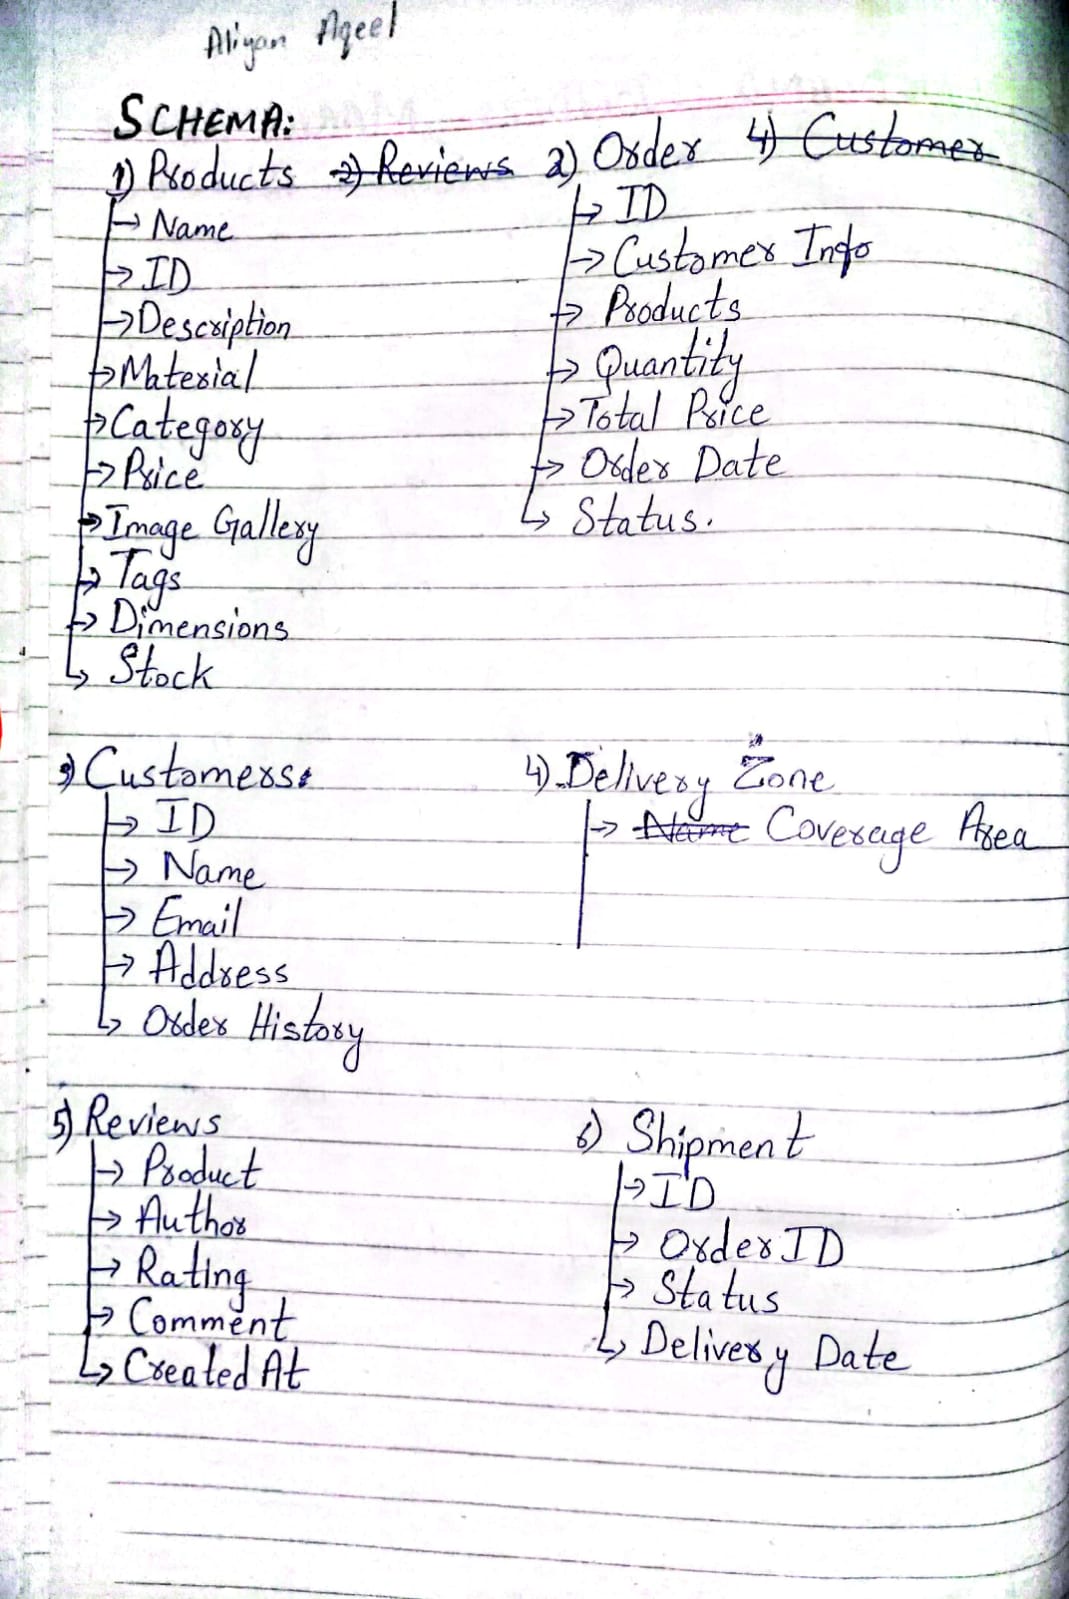 Aliyan Aqeel
SCHEMA:
1) Products 2) Reviews 2) Order 4) Customer
→ Name
→ ID
→ Description
→ Material
→ Category
→ Price
→ Image Gallery
→ Tags
→ Dimensions
→ Stock
→ ID
→ Customer Info
→ Products
→ Quantity
→ Total Price
→ Order Date
→ Status.
3) Customers:
→ ID
→ Name
→ Email
→ Address
→ Order History
4) Delivery Zone
→ Name Coverage Area
5) Reviews
→ Product
→ Author
→ Rating
→ Comment
→ Created At
6) Shipment
→ ID
→ Order ID
→ Status
→ Delivery Date